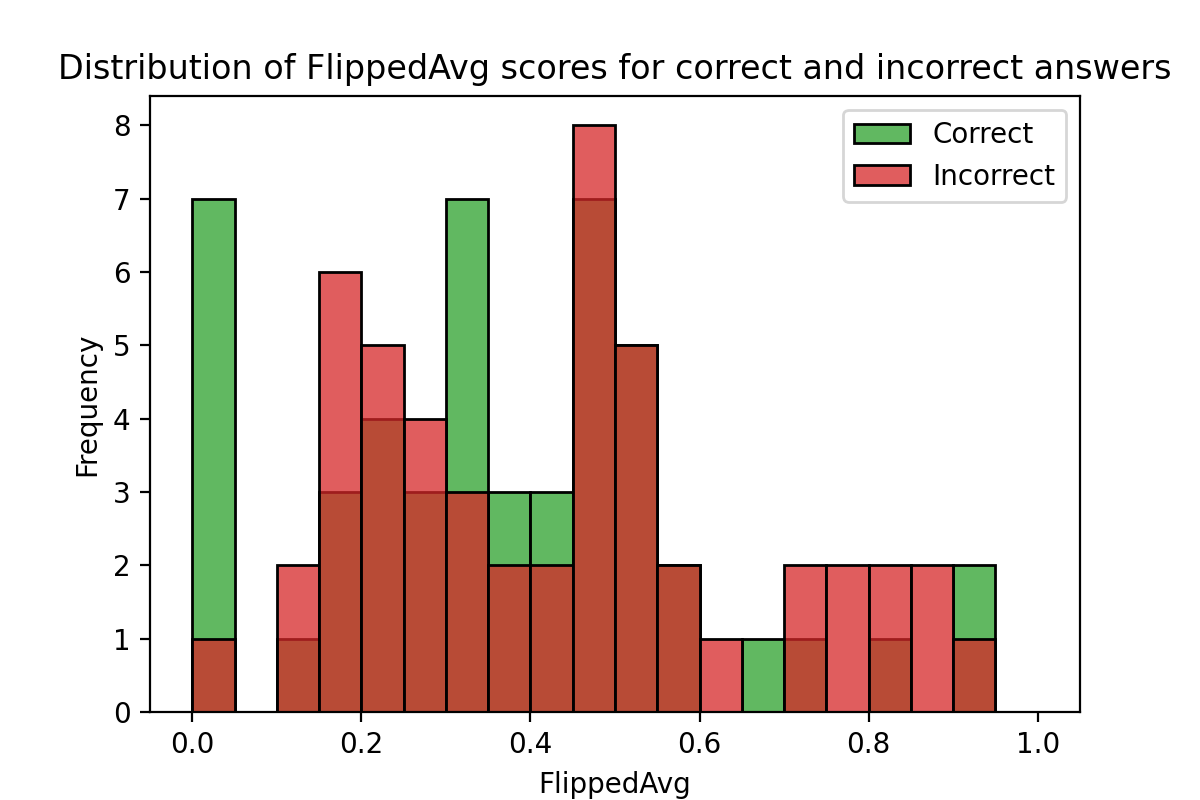 Distribution of FlippedAvg scores for correct and incorrect answers
Correct
Incorrect
8
7
6
5
4
3
2
1
0
Frequency
0.0 0.2 0.4 0.6 0.8 1.0
FlippedAvg